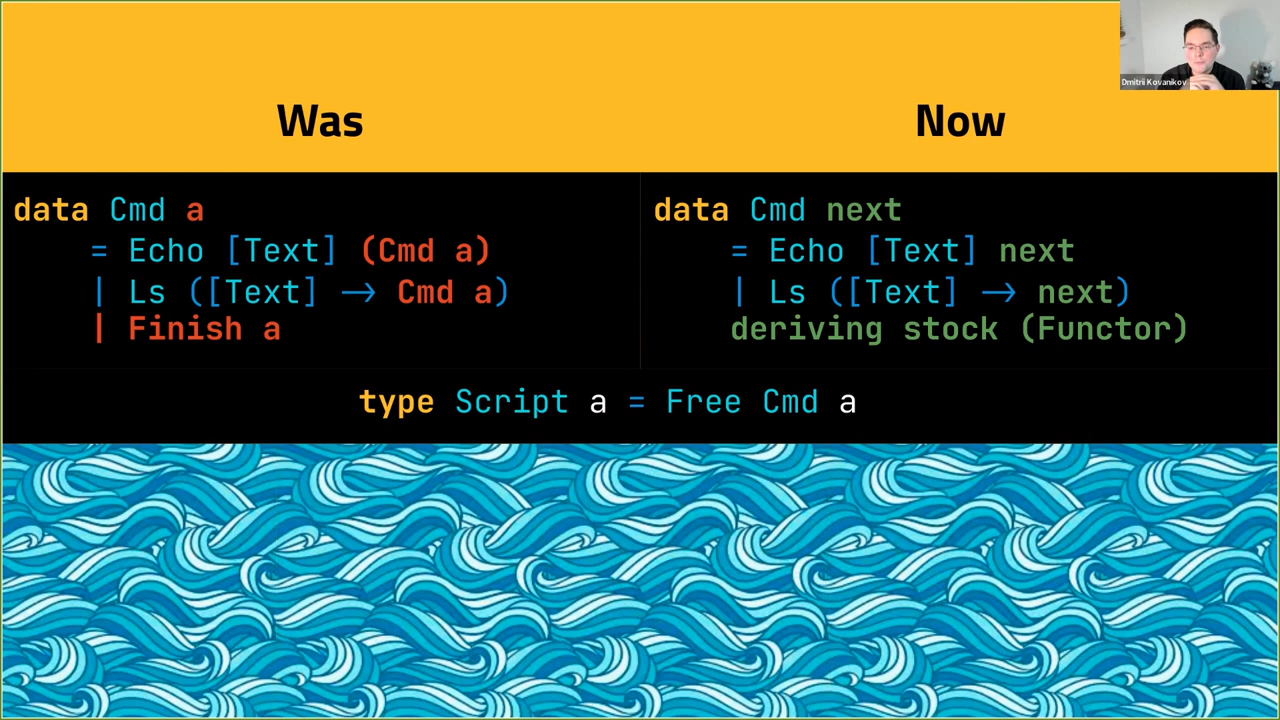 Dmitrii Kovanikov
Was
Now
data Cmd a
= Echo [Text] (Cmd a)
| Ls ([Text] → Cmd a)
| Finish a
data Cmd next
= Echo [Text] next
| Ls ([Text] → next)
deriving stock (Functor)
type Script a = Free Cmd a